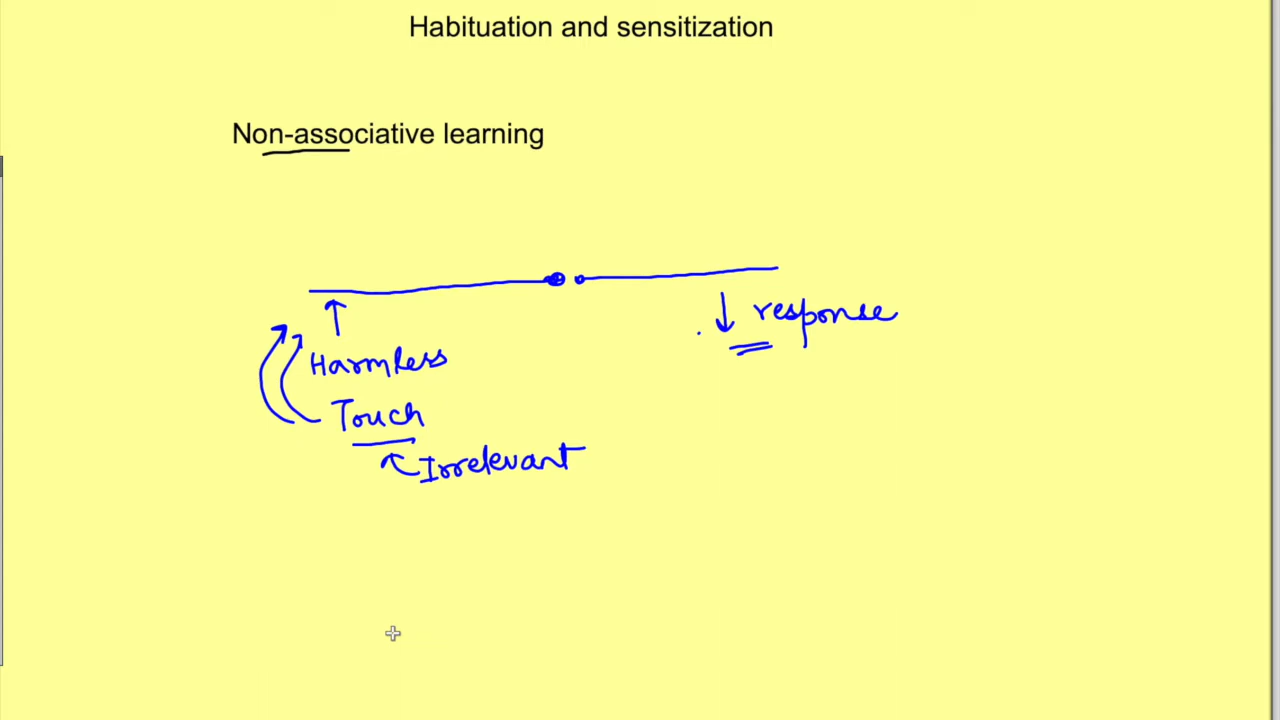 Habituation and sensitization
Non-associative learning
↓ response
Harmless
Touch
Irrelevant